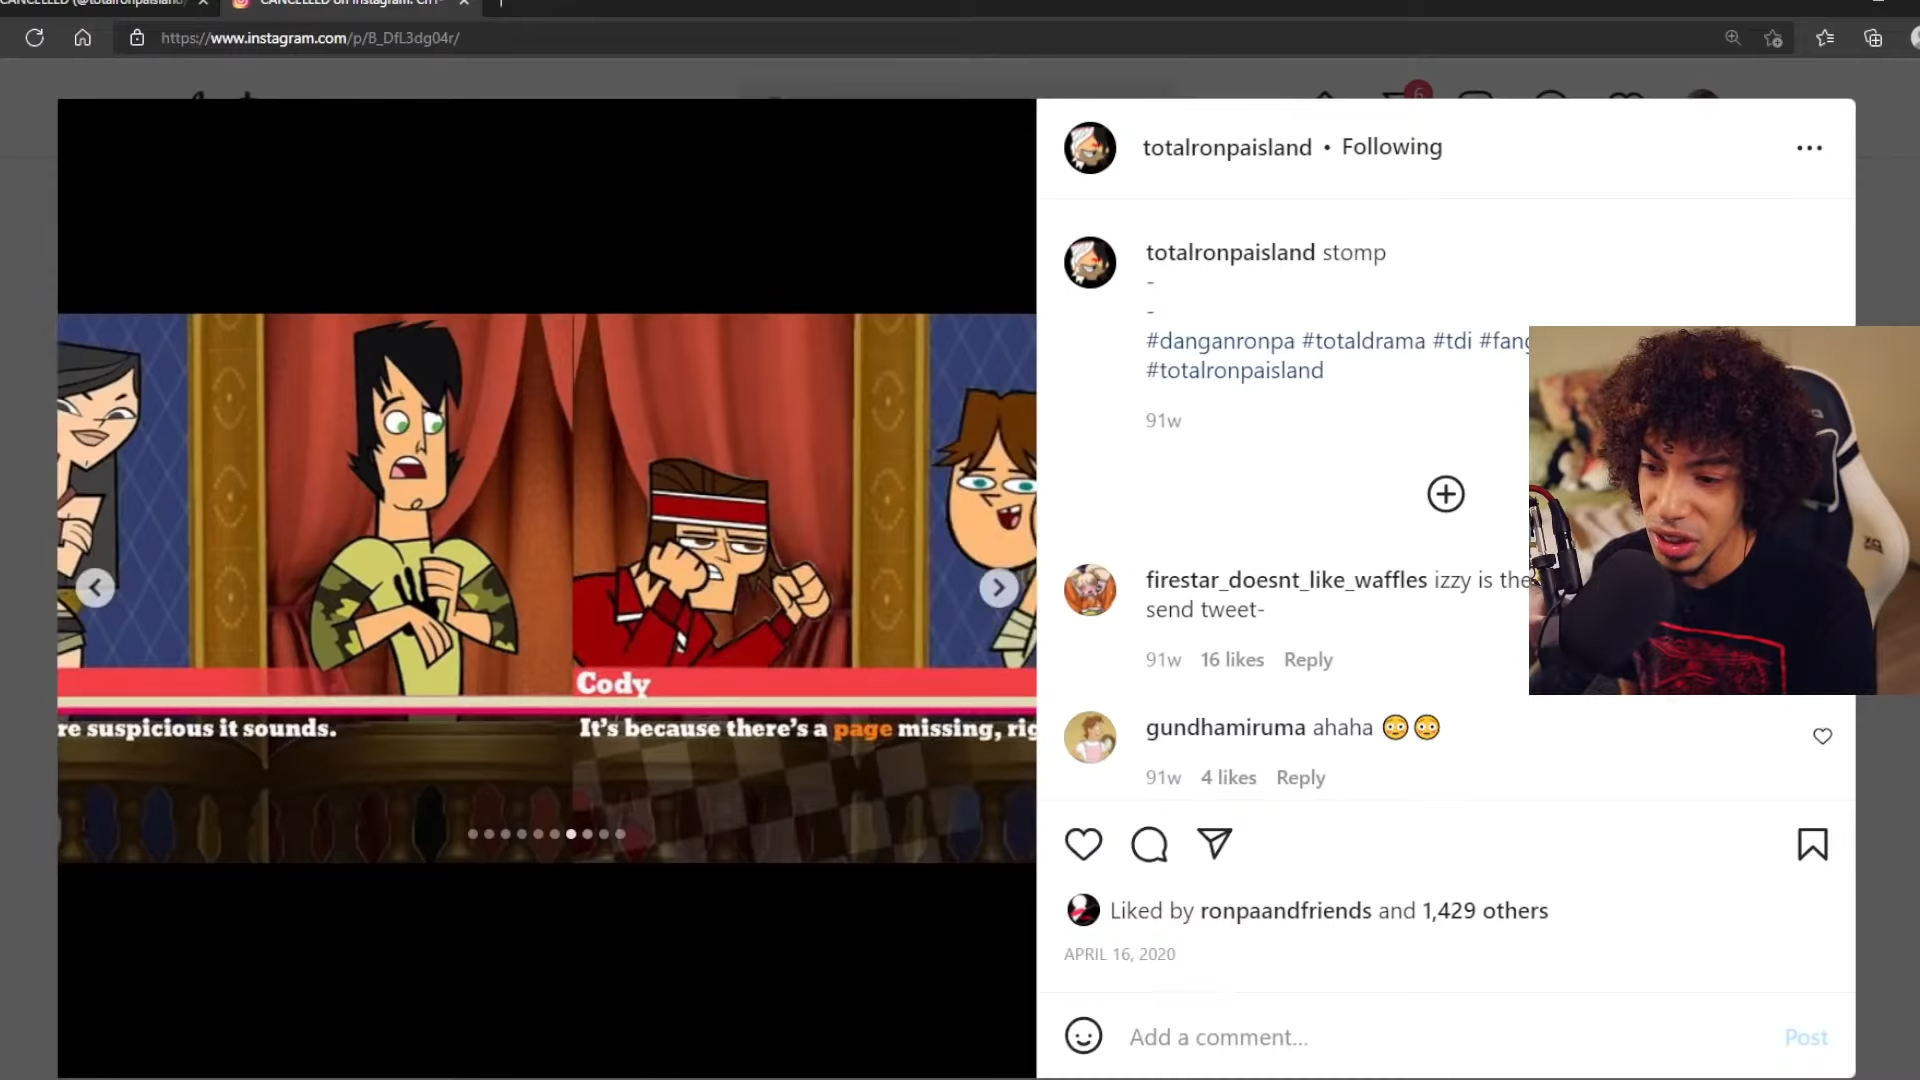 CANCELLED (@totalronpaisland)
CANCELLED on Instagram: "Ch
https://www.instagram.com/p/B_DfL3dg04r/
6
totalronpaisland • Following
totalronpaisland stomp
-
-
#danganronpa #totaldrama #tdi #fang
#totalronpaisland
91w
firestar_doesnt_like_waffles izzy is the
send tweet-
91w 16 likes Reply
gundhamiruma ahaha 😳😳
91w 4 likes Reply
Cody
re suspicious it sounds.
It's because there's a page missing, rig
Liked by ronpaandfriends and 1,429 others
APRIL 16, 2020
Add a comment...
Post